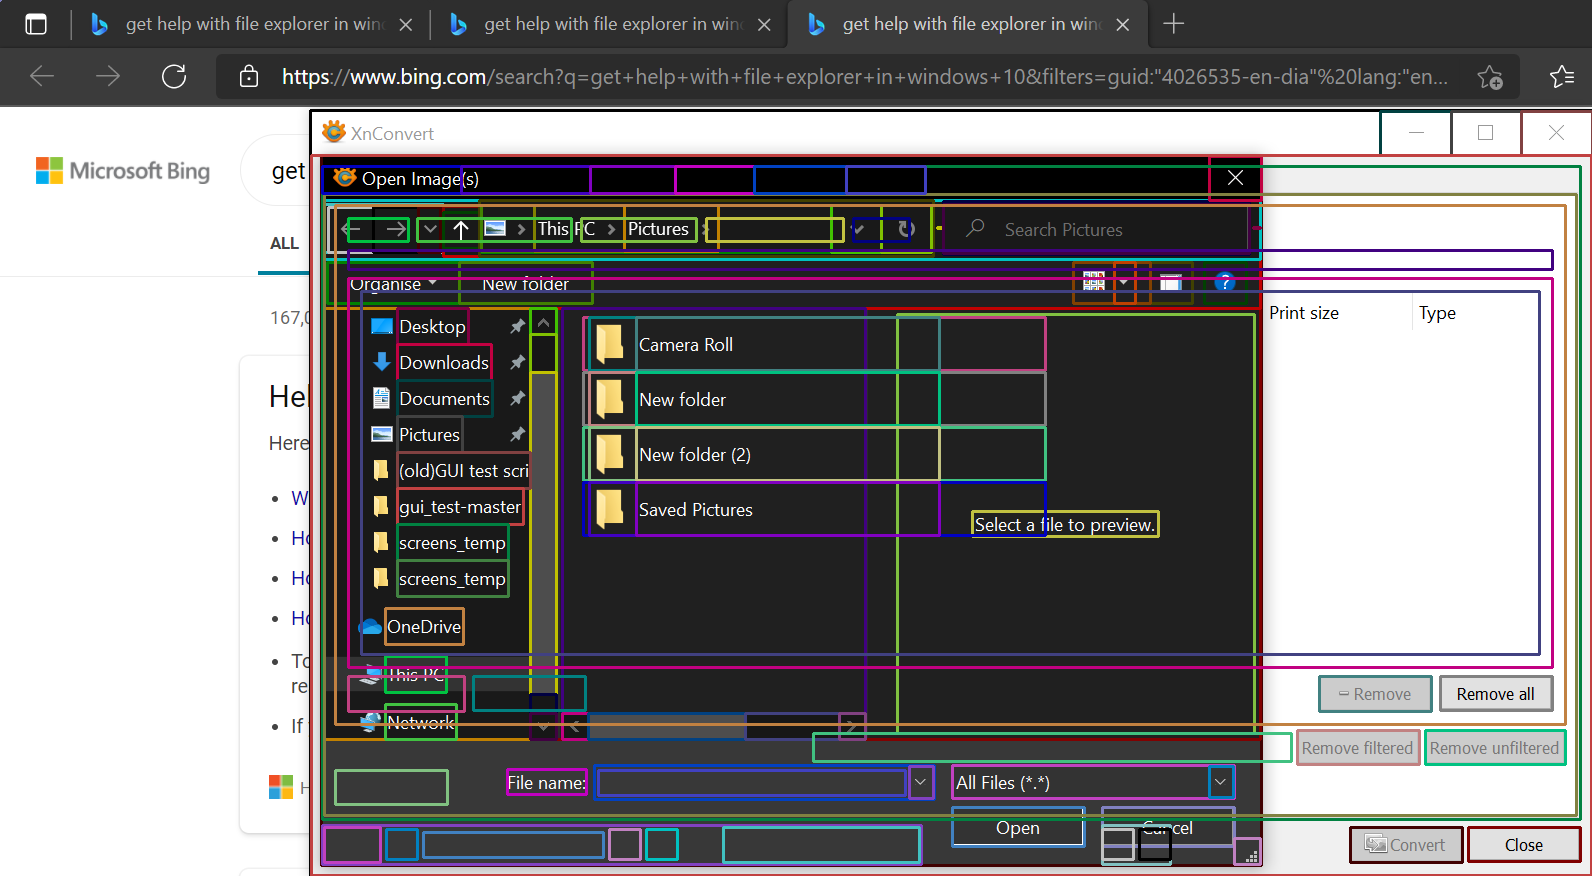 get help with file explorer in wind
get help with file explorer in wind
get help with file explorer in wind
https://www.bing.com/search?q=get+help+with+file+explorer+in+windows+10&filters=guid:"4026535-en-dia"%20lang:"en...
XnConvert
Microsoft Bing
get
Open Image(s)
This PC
Pictures
Search Pictures
ALL
Organise
New folder
167,0
Print size
Type
Desktop
Downloads
Documents
Pictures
(old)GUI test scri
gui_test-master
screens_temp
screens_temp
OneDrive
This PC
Network
Camera Roll
New folder
New folder (2)
Saved Pictures
Select a file to preview.
Hel
Here
W
Ho
Ho
Ho
To
re
If
H
Remove
Remove all
Remove filtered
Remove unfiltered
File name:
All Files (*.*)
Open
Cancel
Convert
Close